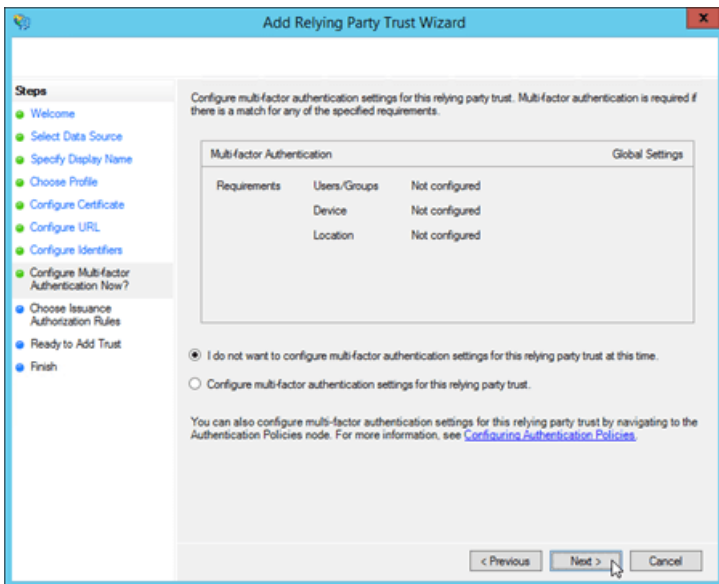 Add Relying Party Trust Wizard
x
Steps
Welcome
Select Data Source
Specify Display Name
Choose Profile
Configure Certificate
Configure URL
Configure Identifiers
Configure Multi-factor
Authentication Now?
Choose Issuance
Authorization Rules
Ready to Add Trust
Finish
Configure multi-factor authentication settings for this relying party trust. Multi-factor authentication is required if
there is a match for any of the specified requirements.
Multi-factor Authentication Global Settings
Requirements Users/Groups Not configured
Device Not configured
Location Not configured
I do not want to configure multi-factor authentication settings for this relying party trust at this time.
Configure multi-factor authentication settings for this relying party trust.
You can also configure multi-factor authentication settings for this relying party trust by navigating to the
Authentication Policies node. For more information, see Configuring Authentication Policies.
< Previous Next > Cancel